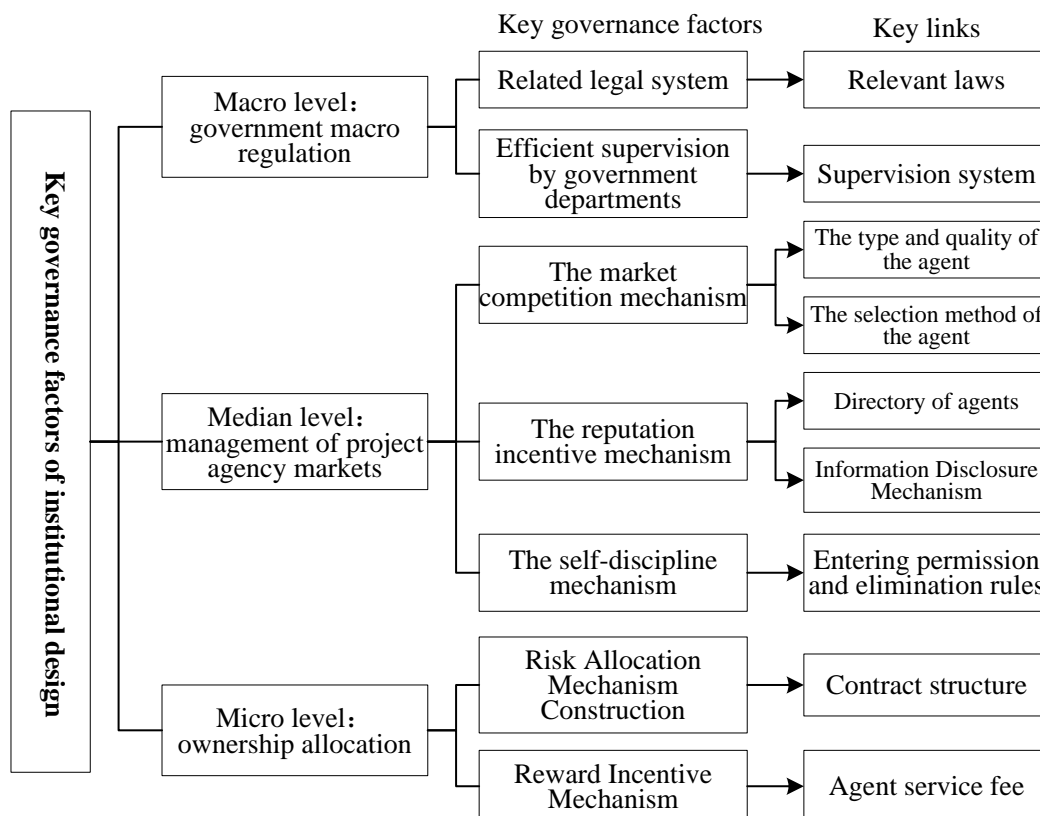 Key governance factors
Key links
Key governance factors of institutional design
Macro level：
government macro
regulation
Related legal system
Relevant laws
Efficient supervision
by government
departments
Supervision system
Median level：
management of project
agency markets
The market
competition mechanism
The type and quality of
the agent
The selection method of
the agent
The reputation
incentive mechanism
Directory of agents
Information Disclosure
Mechanism
The self-discipline
mechanism
Entering permission
and elimination rules
Micro level：
ownership allocation
Risk Allocation
Mechanism
Construction
Contract structure
Reward Incentive
Mechanism
Agent service fee